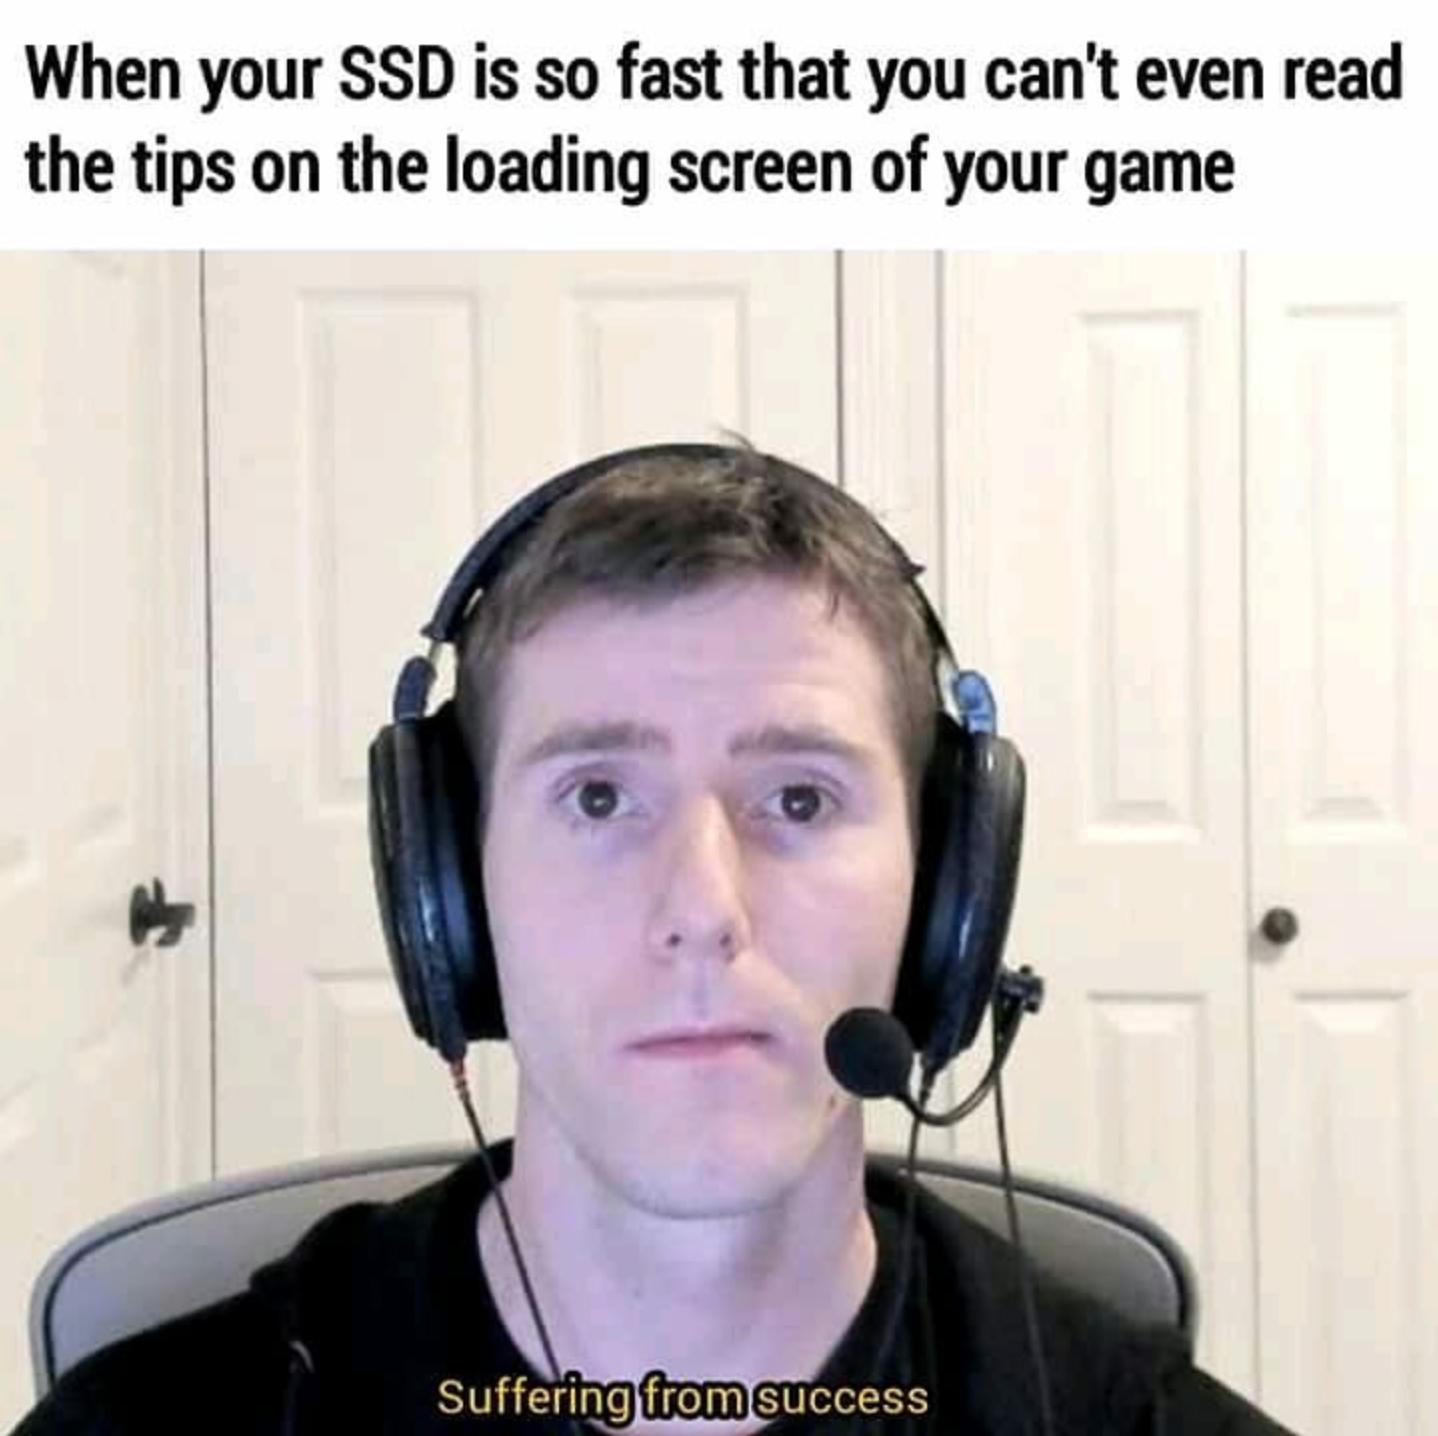 When your SSD is so fast that you can't even read
the tips on the loading screen of your game
Suffering from success